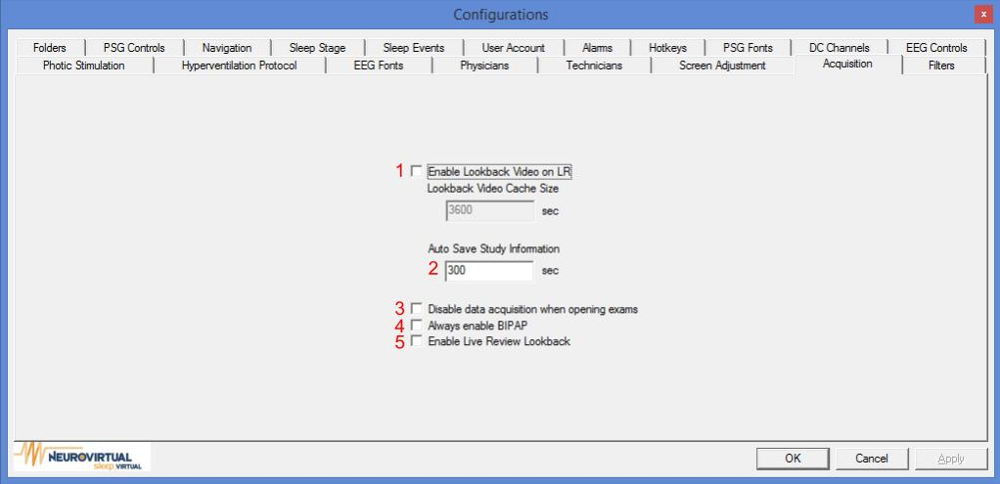 Configurations
x
Folders PSG Controls Navigation Sleep Stage Sleep Events User Account Alarms Hotkeys PSG Fonts DC Channels EEG Controls
Photic Stimulation Hyperventilation Protocol EEG Fonts Physicians Technicians Screen Adjustment Acquisition Filters
1 Enable Lookback Video on LR
Lookback Video Cache Size
3600 sec
Auto Save Study Information
2 300 sec
3 Disable data acquisition when opening exams
4 Always enable BIPAP
5 Enable Live Review Lookback
NEUROVIRTUAL
sleep VIRTUAL
OK Cancel Apply